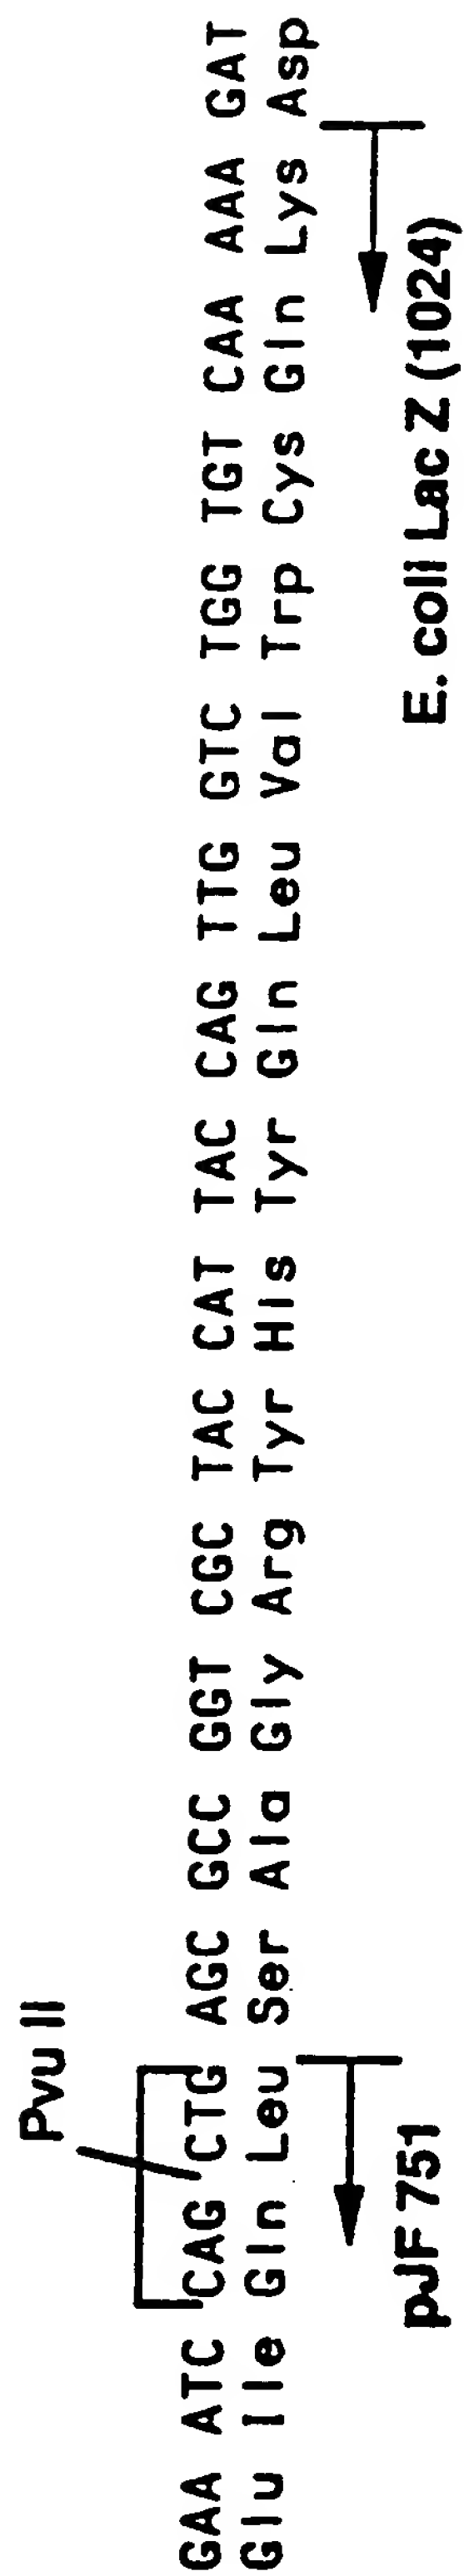 Pvu II
GAA ATC CAG CTG AGC GCC GGT CGC TAC CAT TAC CAG TTG GTC TGG TGT CAA AAA GAT
Glu Ile Gln Leu Ser Ala Gly Arg Tyr His Tyr Gln Leu Val Trp Cys Gln Lys Asp
pJF 751
E. coli Lac Z (1024)